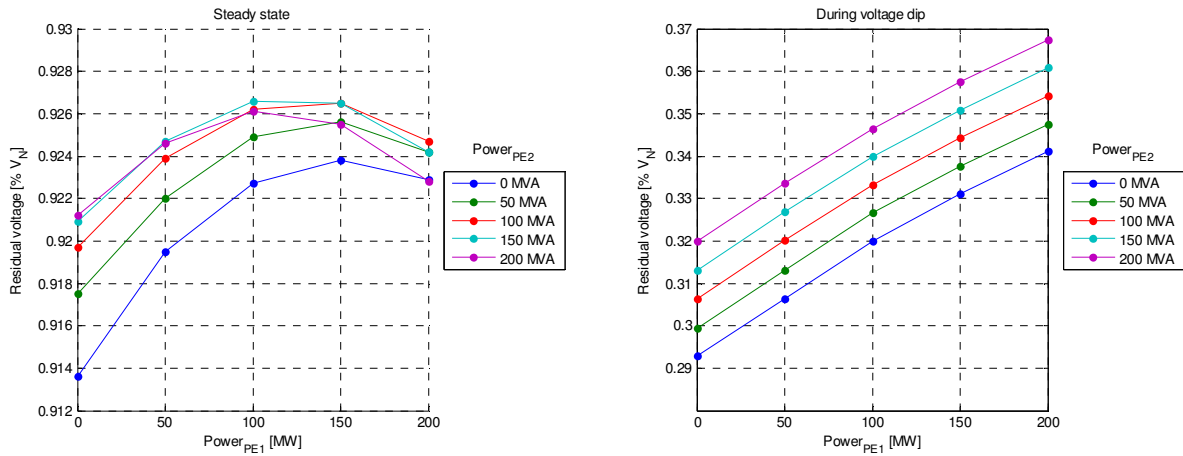 Steady state
Residual voltage [% V_N]
0.93
0.928
0.926
0.924
0.922
0.92
0.918
0.916
0.914
0.912
0
50
100
150
200
Power_PE1 [MW]
Power_PE2
0 MVA
50 MVA
100 MVA
150 MVA
200 MVA
During voltage dip
Residual voltage [% V_N]
0.37
0.36
0.35
0.34
0.33
0.32
0.31
0.3
0.29
0
50
100
150
200
Power_PE1 [MW]
Power_PE2
0 MVA
50 MVA
100 MVA
150 MVA
200 MVA